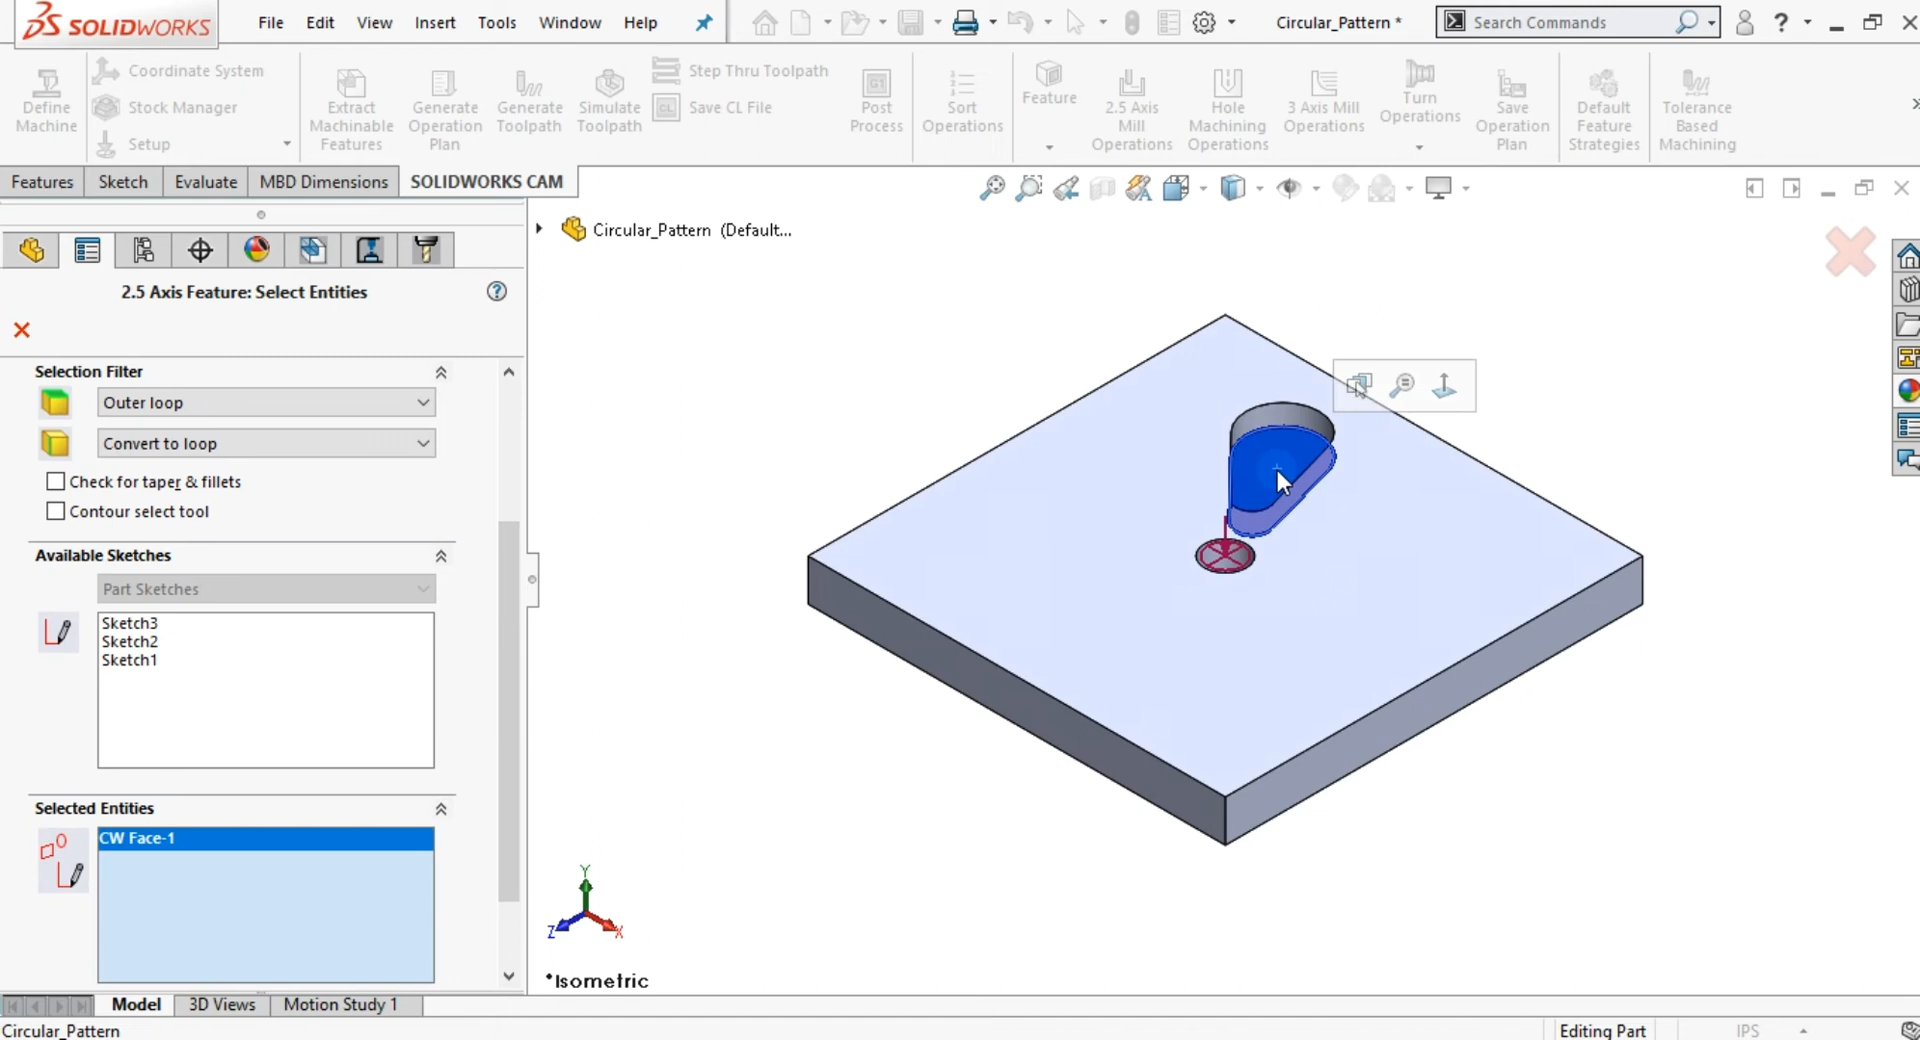 SOLIDWORKS
File Edit View Insert Tools Window Help
Circular_Pattern *
Search Commands
Define Machine
Coordinate System
Stock Manager
Setup
Extract Machinable Features
Generate Operation Plan
Generate Toolpath
Simulate Toolpath
Step Thru Toolpath
Save CL File
Post Process
Sort Operations
Feature
2.5 Axis Mill Operations
Hole Machining Operations
3 Axis Mill Operations
Turn Operations
Save Operation Plan
Default Feature Strategies
Tolerance Based Machining
Features Sketch Evaluate MBD Dimensions SOLIDWORKS CAM
Circular_Pattern (Default...
2.5 Axis Feature: Select Entities
Selection Filter
Outer loop
Convert to loop
Check for taper & fillets
Contour select tool
Available Sketches
Part Sketches
Sketch3
Sketch2
Sketch1
Selected Entities
CW Face-1
Y
Z
X
*Isometric
Model 3D Views Motion Study 1
Circular_Pattern
Editing Part
IPS